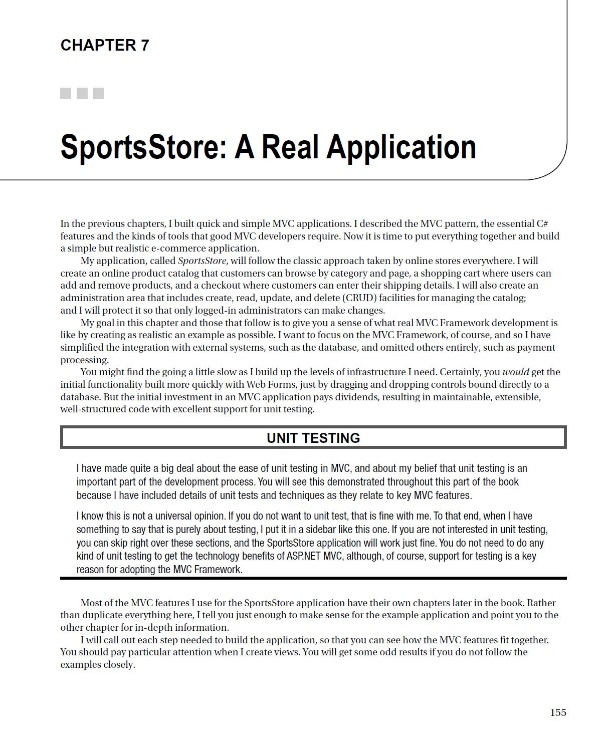 CHAPTER 7
SportsStore: A Real Application
In the previous chapters, I built quick and simple MVC applications. I described the MVC pattern, the essential C#
features and the kinds of tools that good MVC developers require. Now it is time to put everything together and build
a simple but realistic e-commerce application.
My application, called SportsStore, will follow the classic approach taken by online stores everywhere. I will
create an online product catalog that customers can browse by category and page, a shopping cart where users can
add and remove products, and a checkout where customers can enter their shipping details. I will also create an
administration area that includes create, read, update, and delete (CRUD) facilities for managing the catalog;
and I will protect it so that only logged-in administrators can make changes.
My goal in this chapter and those that follow is to give you a sense of what real MVC Framework development is
like by creating as realistic an example as possible. I want to focus on the MVC Framework, of course, and so I have
simplified the integration with external systems, such as the database, and omitted others entirely, such as payment
processing.
You might find the going a little slow as I build up the levels of infrastructure I need. Certainly, you would get the
initial functionality built more quickly with Web Forms, just by dragging and dropping controls bound directly to a
database. But the initial investment in an MVC application pays dividends, resulting in maintainable, extensible,
well-structured code with excellent support for unit testing.
UNIT TESTING
I have made quite a big deal about the ease of unit testing in MVC, and about my belief that unit testing is an
important part of the development process. You will see this demonstrated throughout this part of the book
because I have included details of unit tests and techniques as they relate to key MVC features.
I know this is not a universal opinion. If you do not want to unit test, that is fine with me. To that end, when I have
something to say that is purely about testing, I put it in a sidebar like this one. If you are not interested in unit testing,
you can skip right over these sections, and the SportsStore application will work just fine. You do not need to do any
kind of unit testing to get the technology benefits of ASP.NET MVC, although, of course, support for testing is a key
reason for adopting the MVC Framework.
Most of the MVC features I use for the SportsStore application have their own chapters later in the book. Rather
than duplicate everything here, I tell you just enough to make sense for the example application and point you to the
other chapter for in-depth information.
I will call out each step needed to build the application, so that you can see how the MVC features fit together.
You should pay particular attention when I create views. You will get some odd results if you do not follow the
examples closely.
155